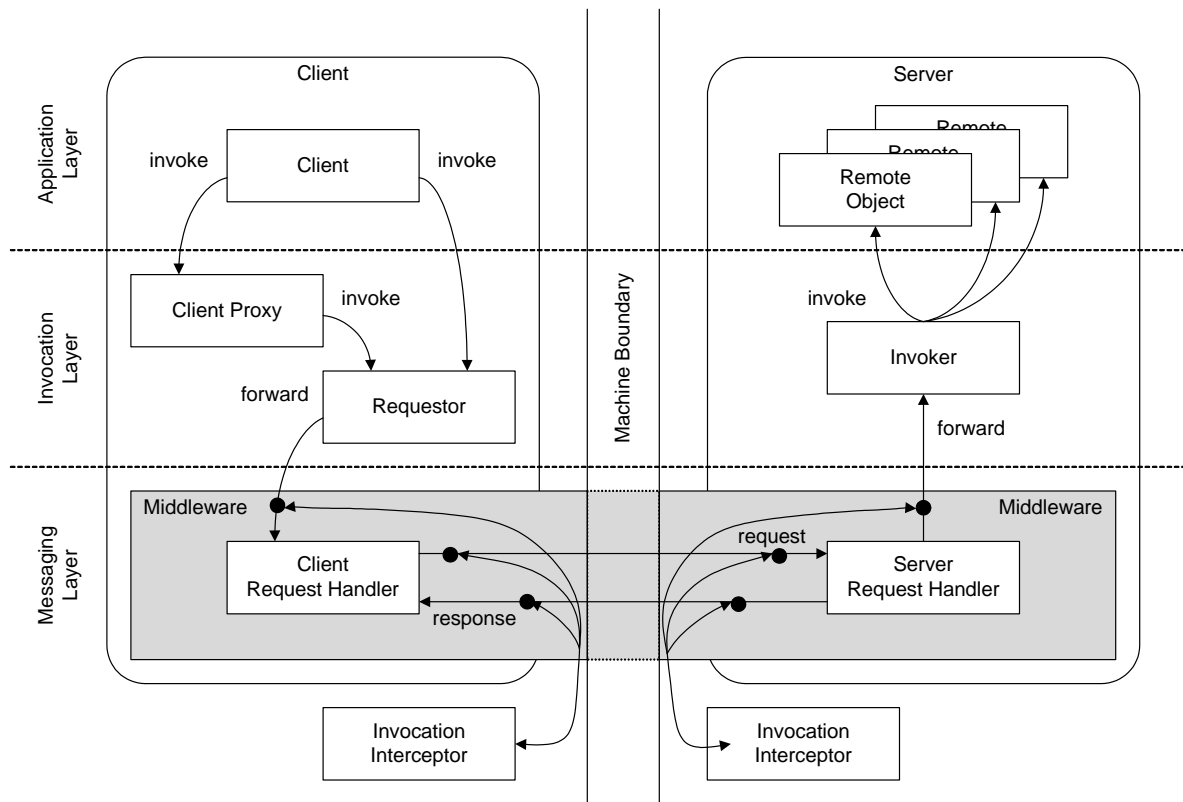 Client
Server
Application
Layer
invoke
Client
invoke
Remote
Remote
Remote
Object
Invocation
Layer
Client Proxy
invoke
forward
Requestor
Machine Boundary
invoke
Invoker
forward
Messaging
Layer
Middleware
Middleware
request
Client
Request Handler
response
Server
Request Handler
Invocation
Interceptor
Invocation
Interceptor